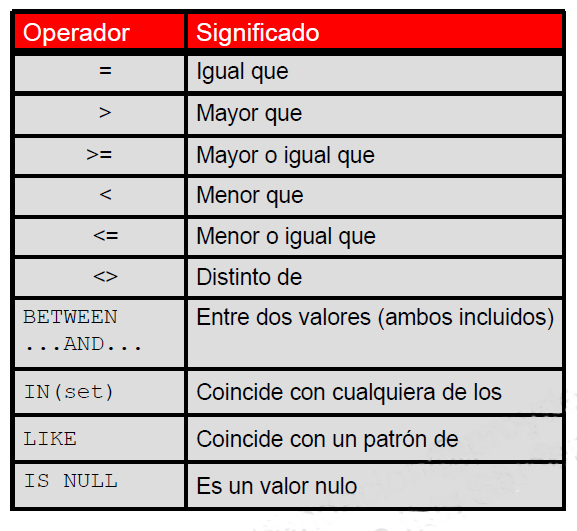 Operador Significado
= Igual que
> Mayor que
>= Mayor o igual que
< Menor que
<= Menor o igual que
<> Distinto de
BETWEEN Entre dos valores (ambos incluidos)
...AND...
IN(set) Coincide con cualquiera de los
LIKE Coincide con un patrón de
IS NULL Es un valor nulo